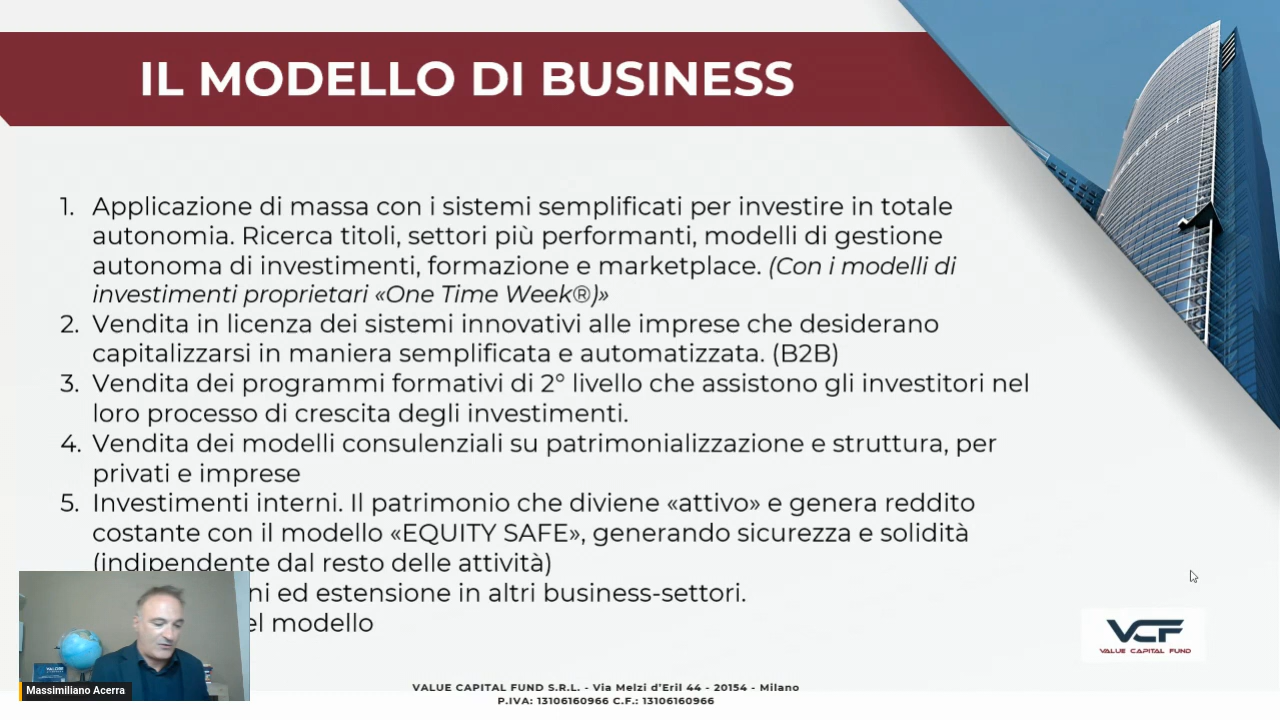 IL MODELLO DI BUSINESS
1. Applicazione di massa con i sistemi semplificati per investire in totale
autonomia. Ricerca titoli, settori più performanti, modelli di gestione
autonoma di investimenti, formazione e marketplace. (Con i modelli di
investimenti proprietari «One Time Week®)»
2. Vendita in licenza dei sistemi innovativi alle imprese che desiderano
capitalizzarsi in maniera semplificata e automatizzata. (B2B)
3. Vendita dei programmi formativi di 2° livello che assistono gli investitori nel
loro processo di crescita degli investimenti.
4. Vendita dei modelli consulenziali su patrimonializzazione e struttura, per
privati e imprese
5. Investimenti interni. Il patrimonio che diviene «attivo» e genera reddito
costante con il modello «EQUITY SAFE», generando sicurezza e solidità
(indipendente dal resto delle attività)
ed estensione in altri business-settori.
modello
Massimiliano Acerra
VCF
VALUE CAPITAL FUND
VALUE CAPITAL FUND S.R.L. - Via Melzi d'Eril 44 - 20154 - Milano
P.IVA: 13106160966 C.F.: 13106160966